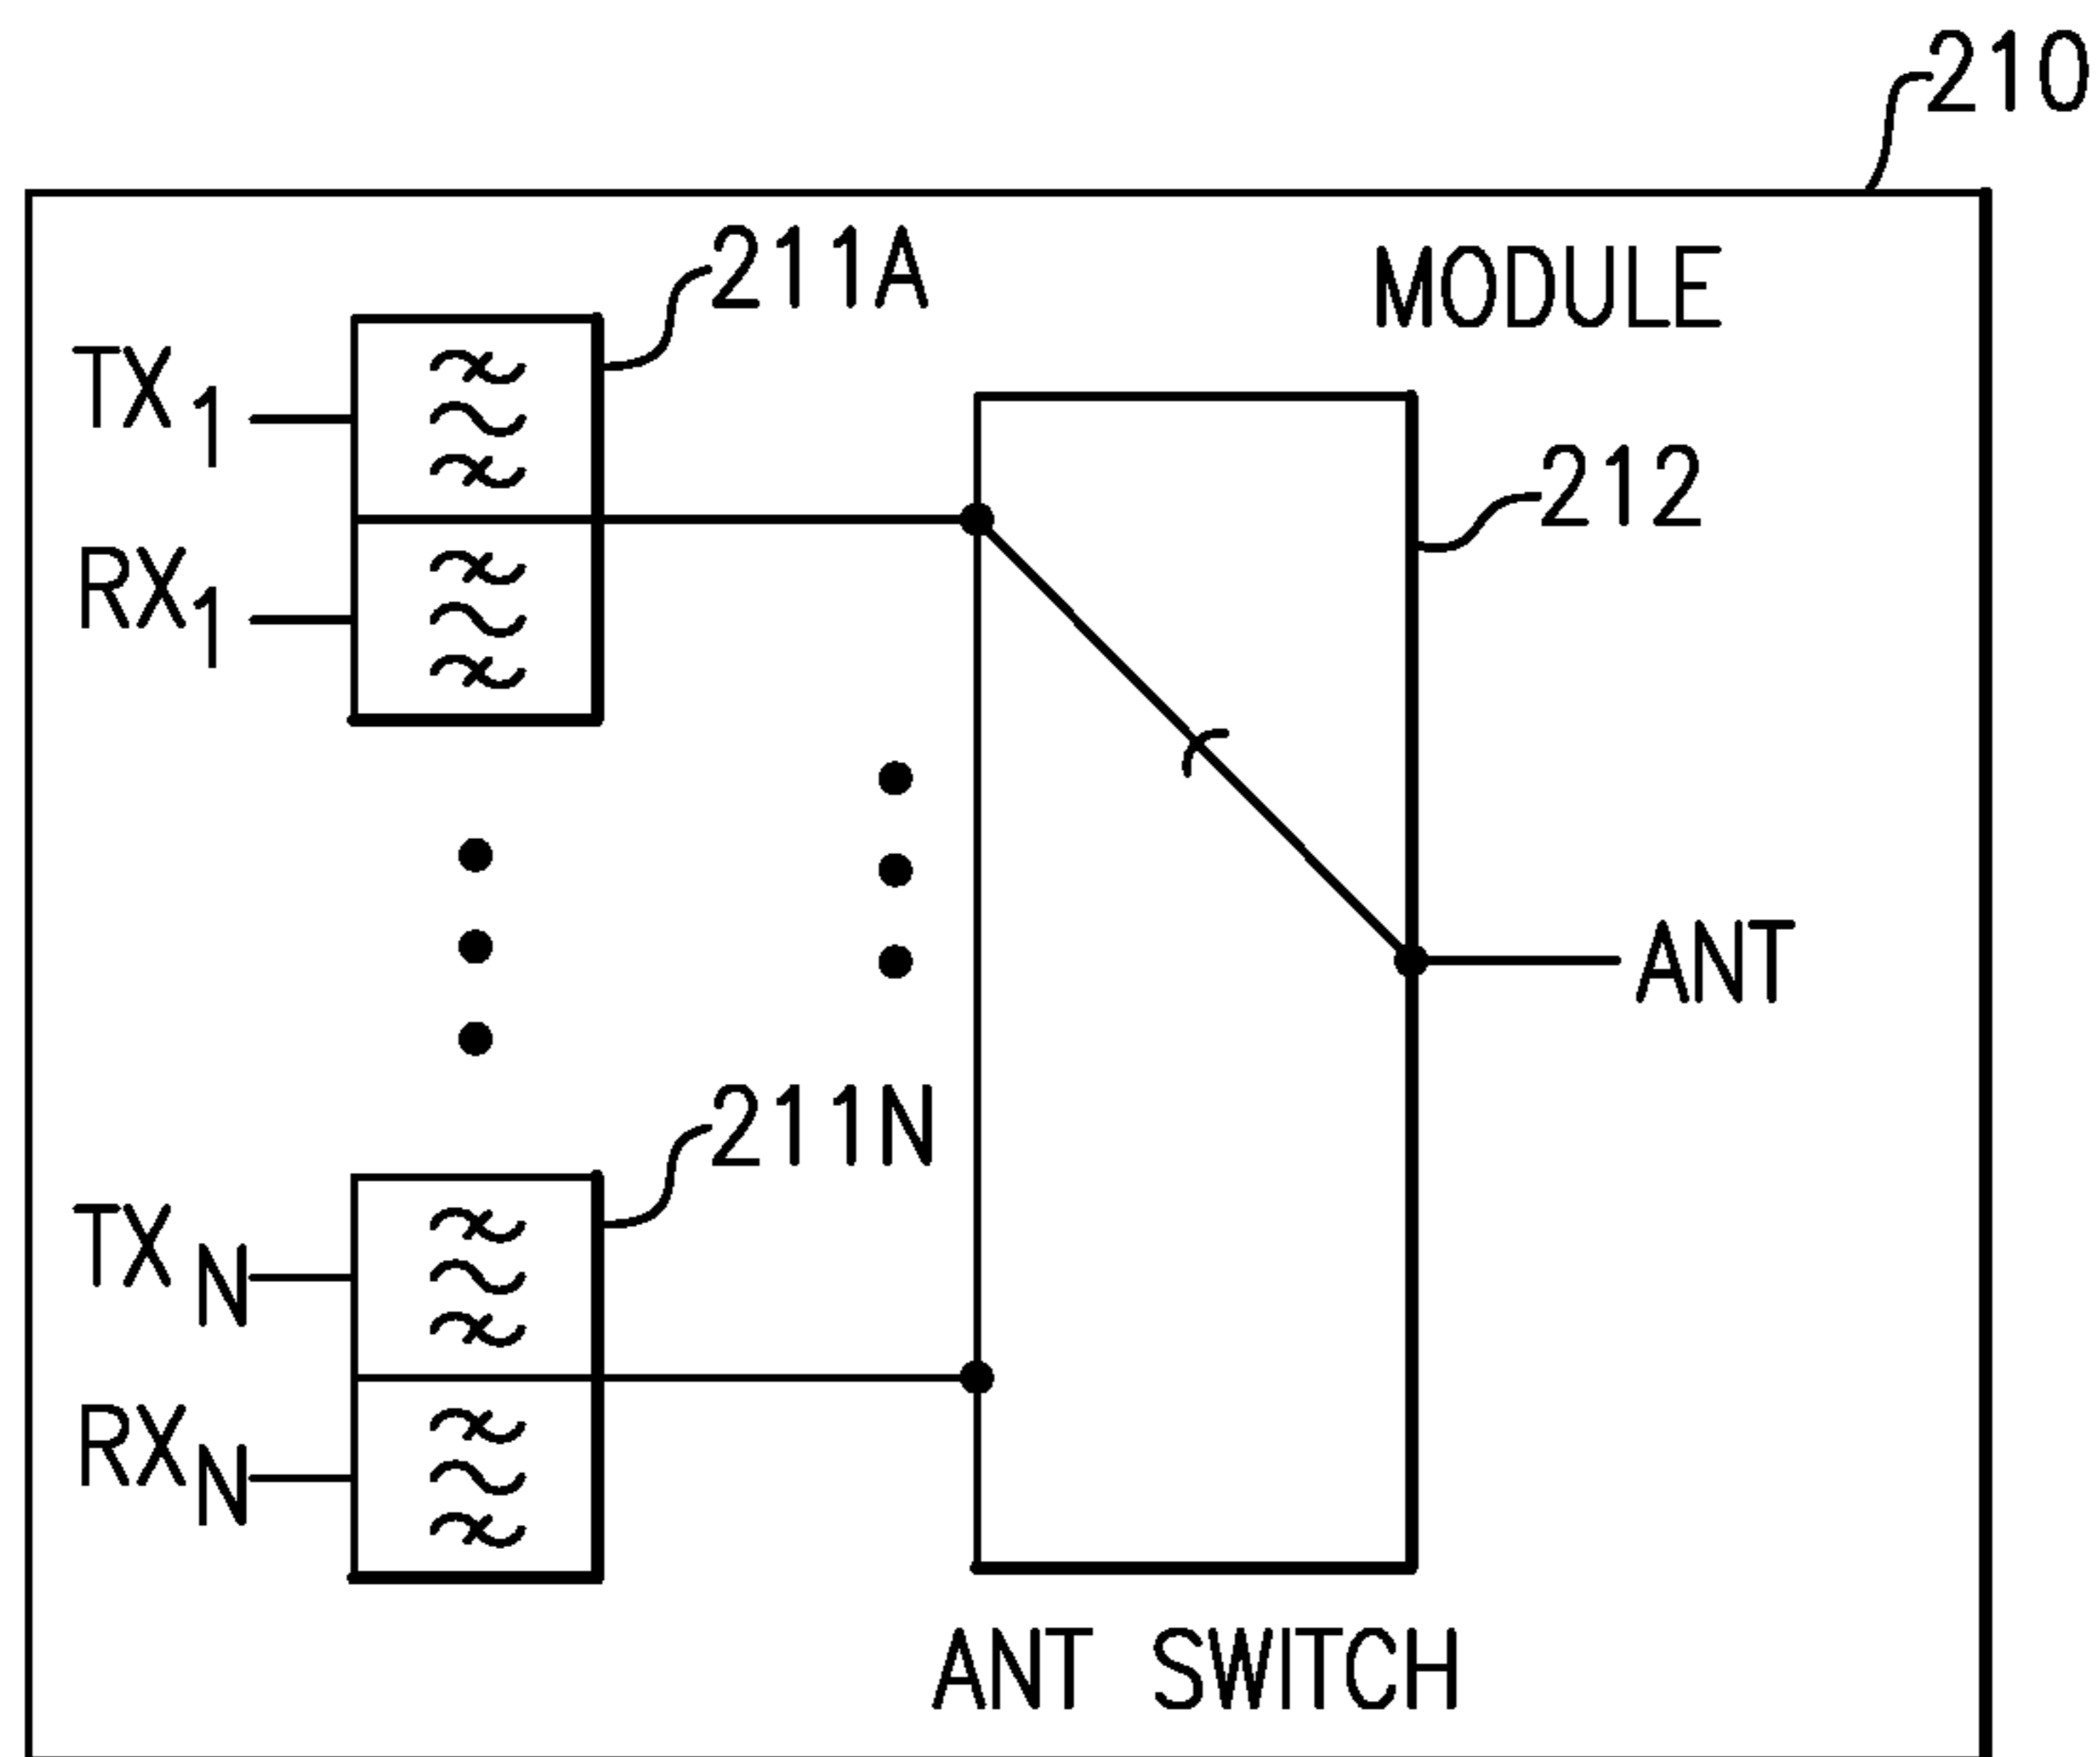 210
211A
MODULE
TX1
212
RX1
ANT
211N
TXN
RXN
ANT SWITCH